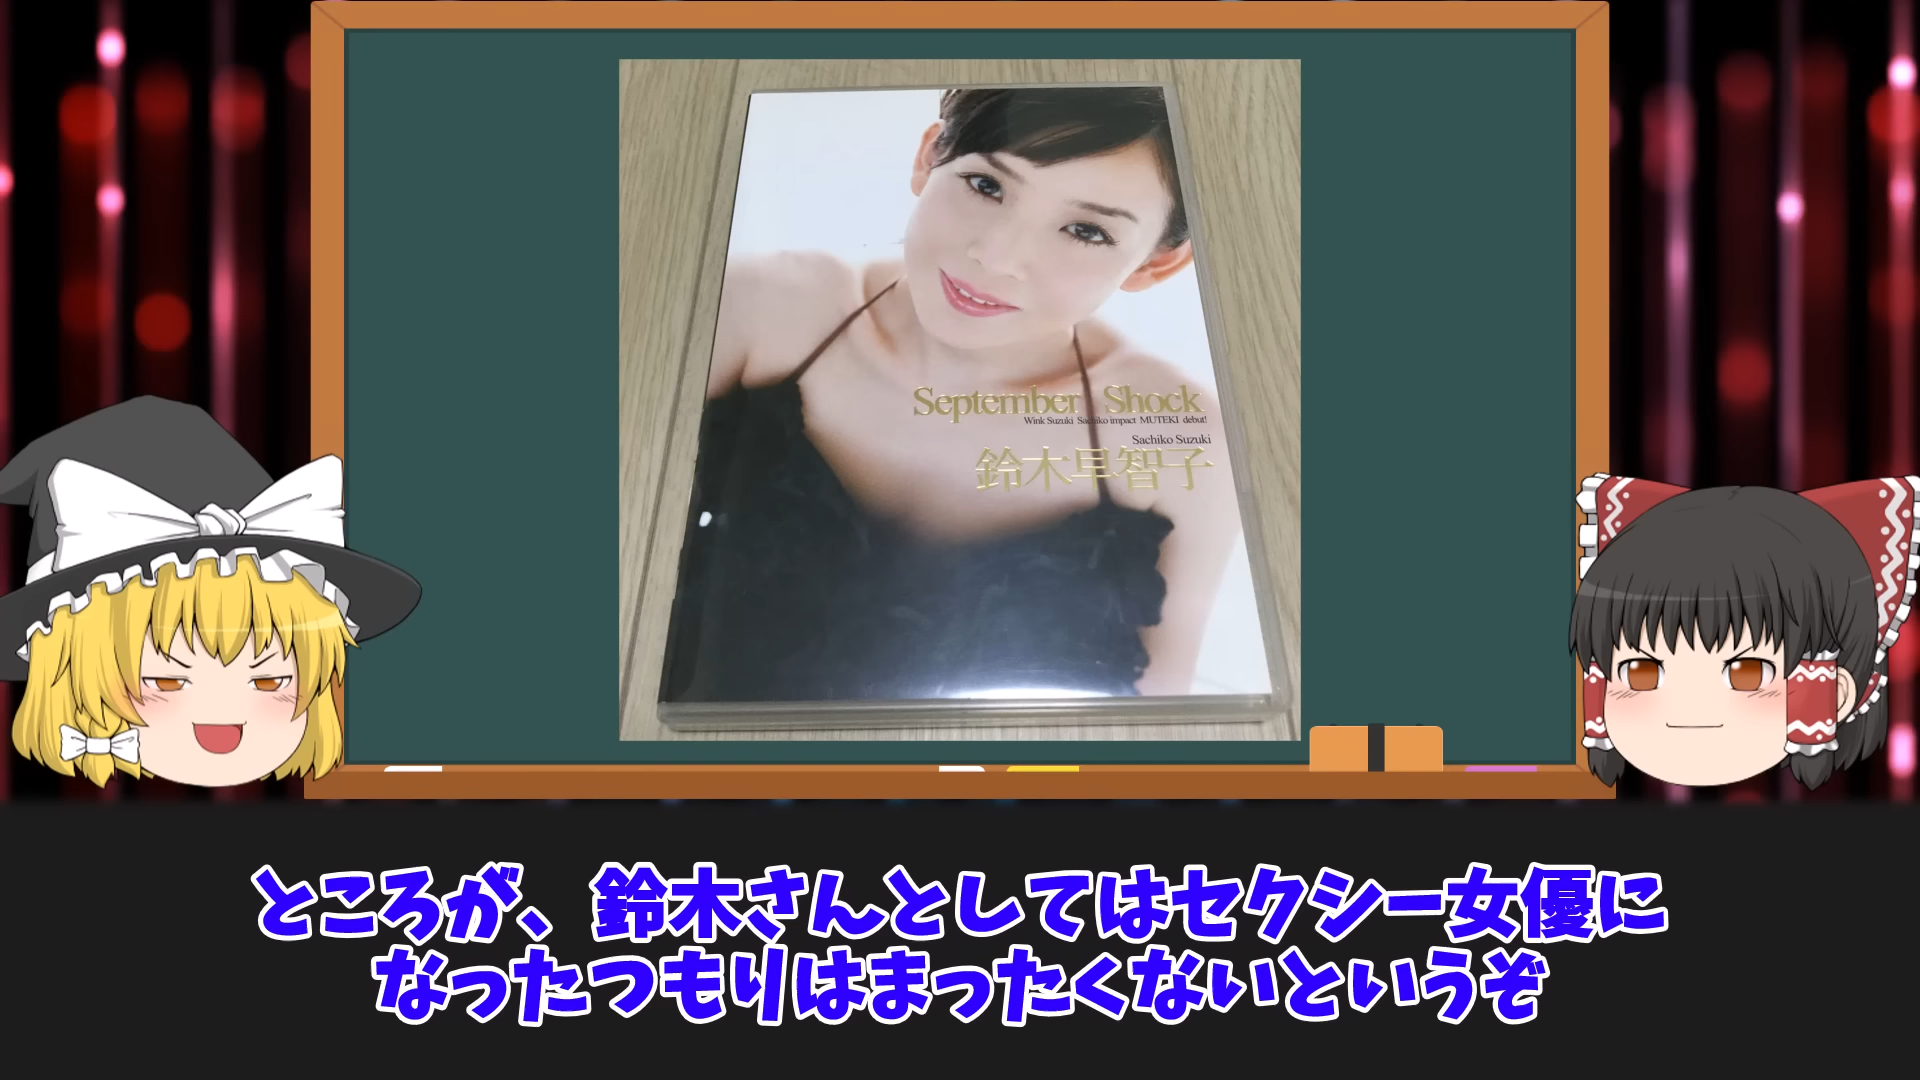 September Shock
Wink Suzuki Sachiko impact MUTEKI debut!
Sachiko Suzuki
鈴木早智子
ところが、鈴木さんとしてはセクシー女優に
なったつもりはまったくないというぞ